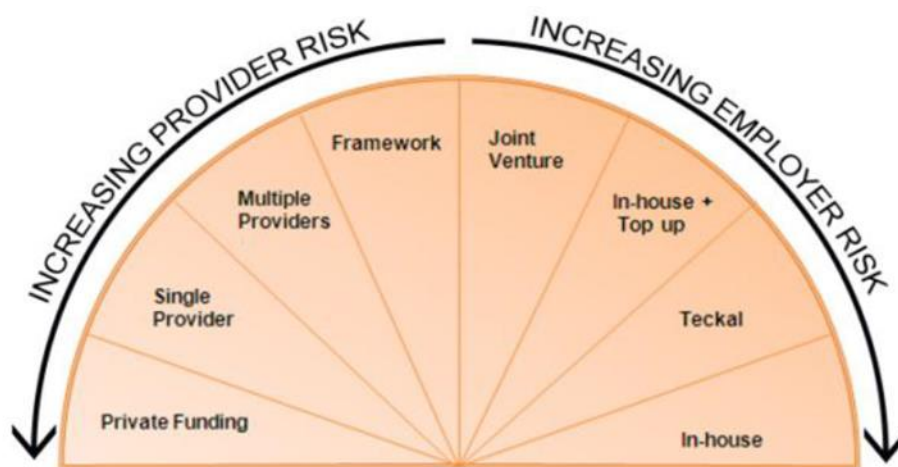 INCREASING PROVIDER RISK
INCREASING EMPLOYER RISK
Framework
Joint
Venture
Multiple
Providers
In-house +
Top up
Single
Provider
Teckal
Private Funding
In-house